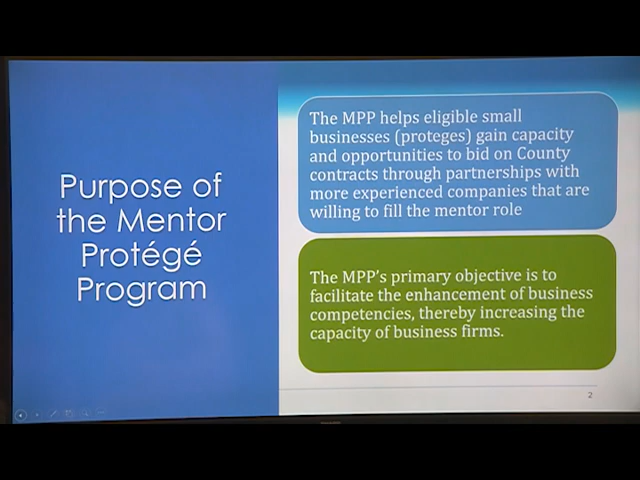 Purpose of
the Mentor
Protégé
Program
The MPP helps eligible small
businesses (proteges) gain capacity
and opportunities to bid on County
contracts through partnerships with
more experienced companies that are
willing to fill the mentor role
The MPP's primary objective is to
facilitate the enhancement of business
competencies, thereby increasing the
capacity of business firms.
2